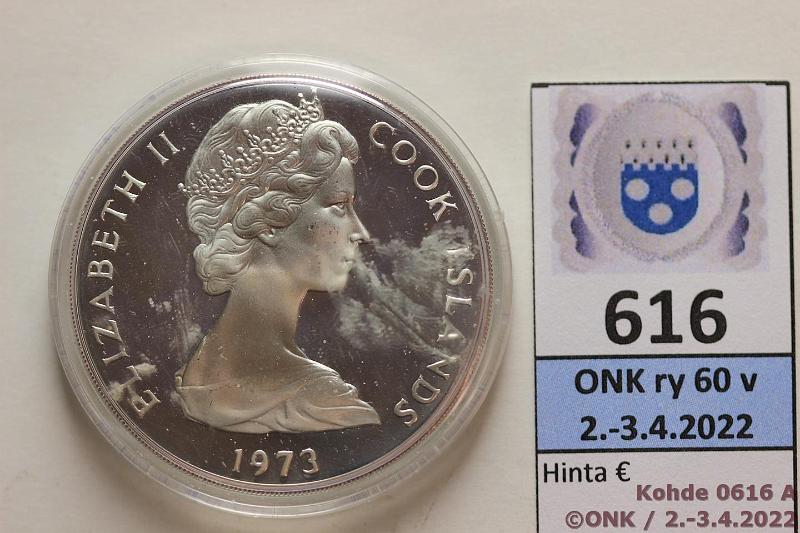 ELIZABETH II
COOK ISLANDS
1973
616
ONK ry 60 v
2.-3.4.2022
Hinta €
Kohde 0616 A
©ONK / 2.-3.4.2022